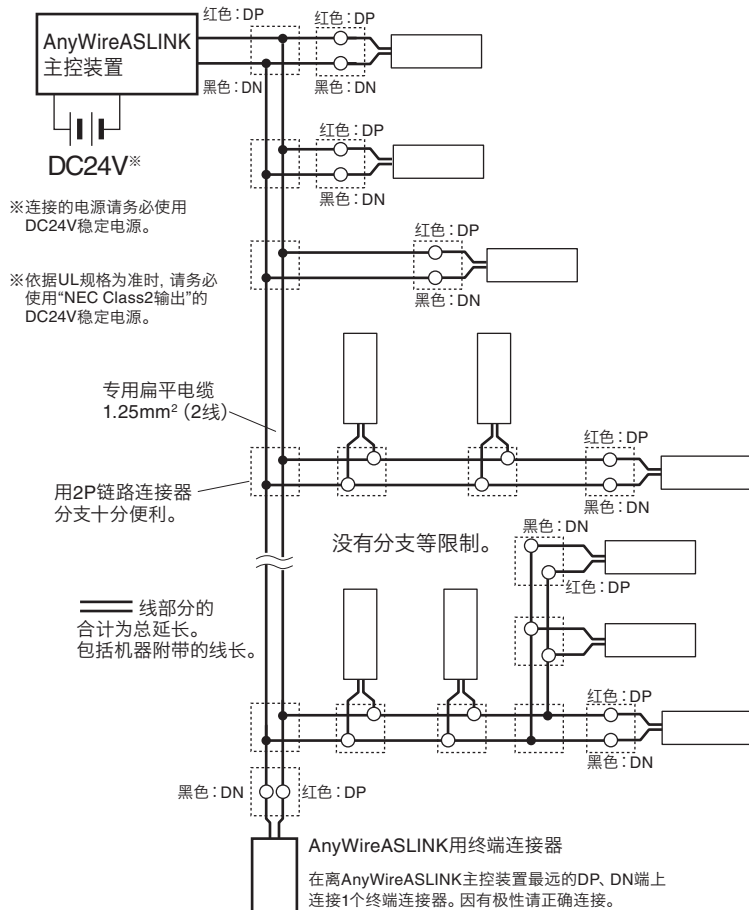 红色：DP
红色：DP
AnyWireASLINK
主控装置
黑色：DN
黑色：DN
红色：DP
DC24V※
黑色：DN
※连接的电源请务必使用
DC24V稳定电源。
红色：DP
※依据UL规格为准时, 请务必
使用“NEC Class2输出”的
DC24V稳定电源。
黑色：DN
专用扁平电缆
1.25mm²（2线）
红色：DP
用2P链路连接器
分支十分便利。
黑色：DN
黑色：DN
没有分支等限制。
红色：DP
线部分的
合计为总延长。
包括机器附带的线长。
红色：DP
黑色：DN
黑色：DN
红色：DP
AnyWireASLINK用终端连接器
在离AnyWireASLINK主控装置最远的DP、DN端上
连接1个终端连接器。因有极性请正确连接。